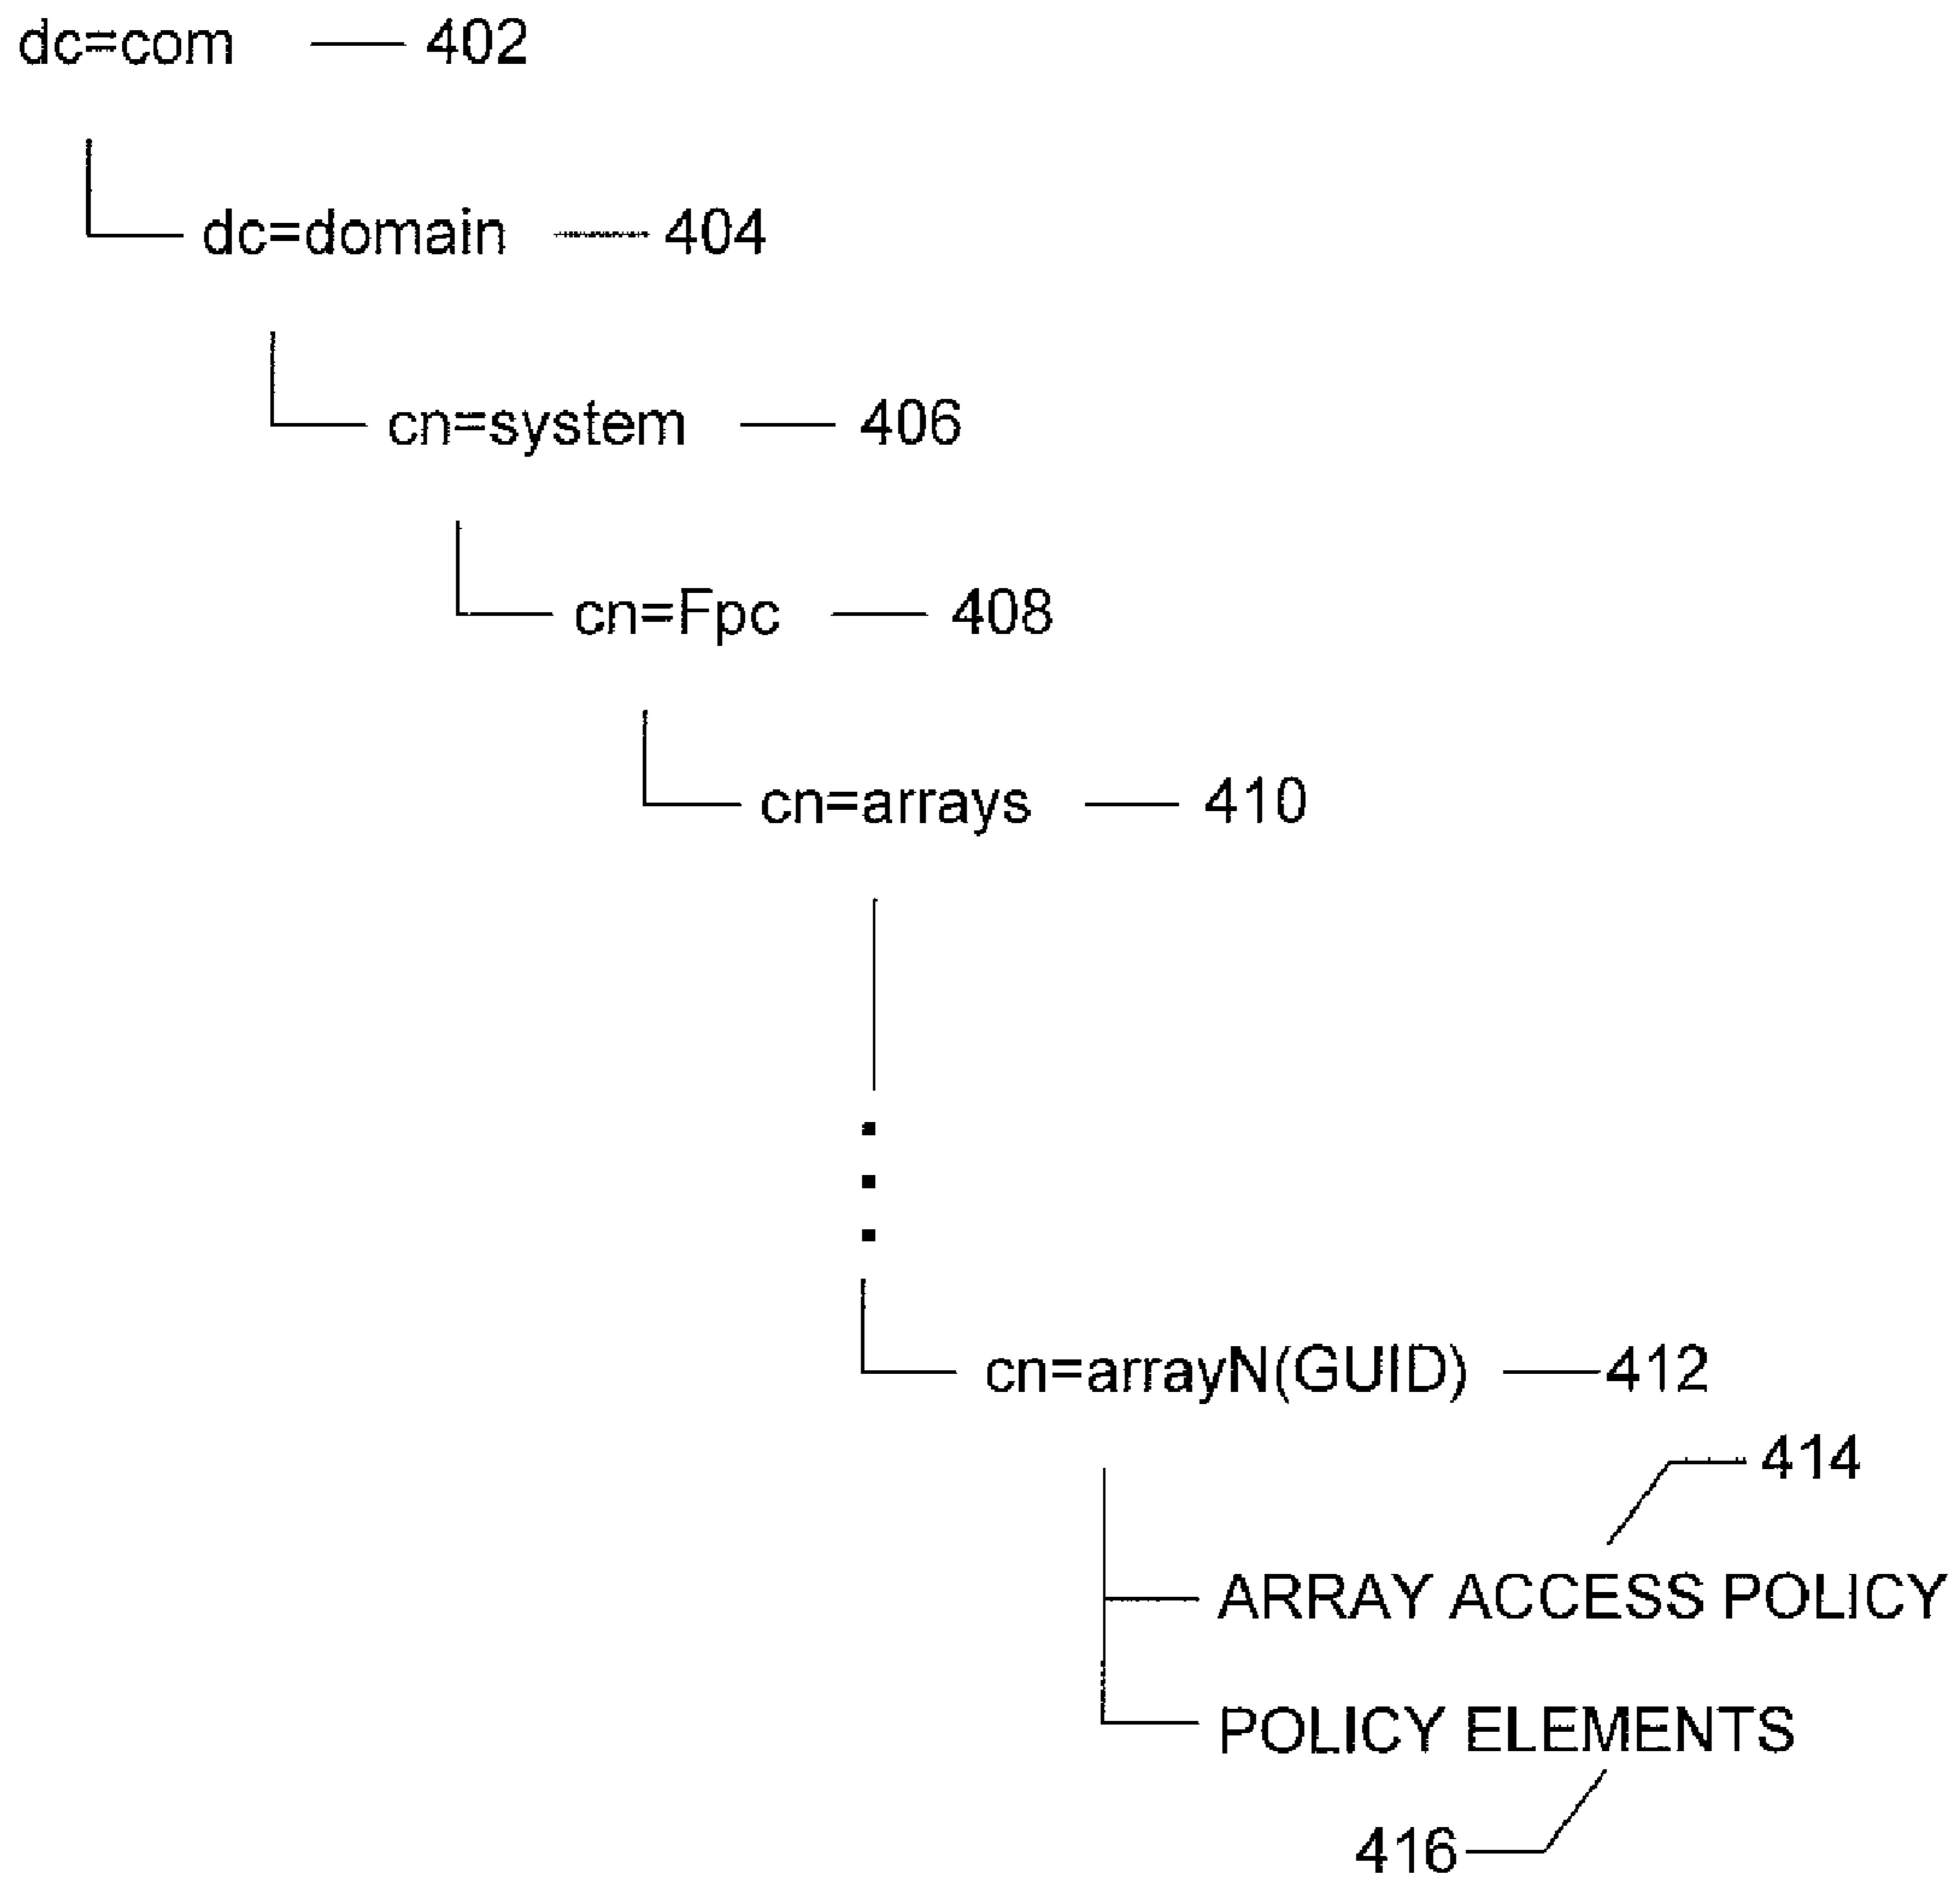 dc=com 402
dc=domain 404
cn=system 406
cn=Fpc 408
cn=arrays 410
cn=arrayN(GUID) 412
414
ARRAY ACCESS POLICY
POLICY ELEMENTS
416